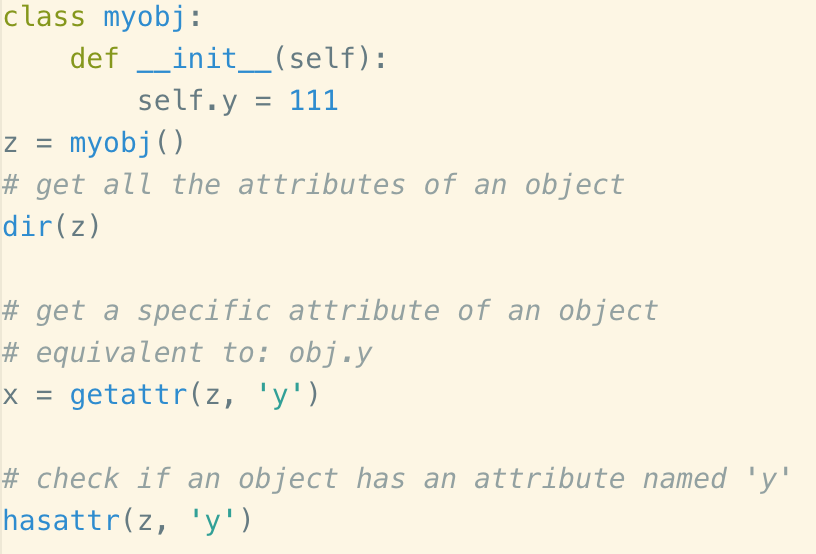 class myobj:
    def __init__(self):
        self.y = 111
z = myobj()
# get all the attributes of an object
dir(z)

# get a specific attribute of an object
# equivalent to: obj.y
x = getattr(z, 'y')

# check if an object has an attribute named 'y'
hasattr(z, 'y')